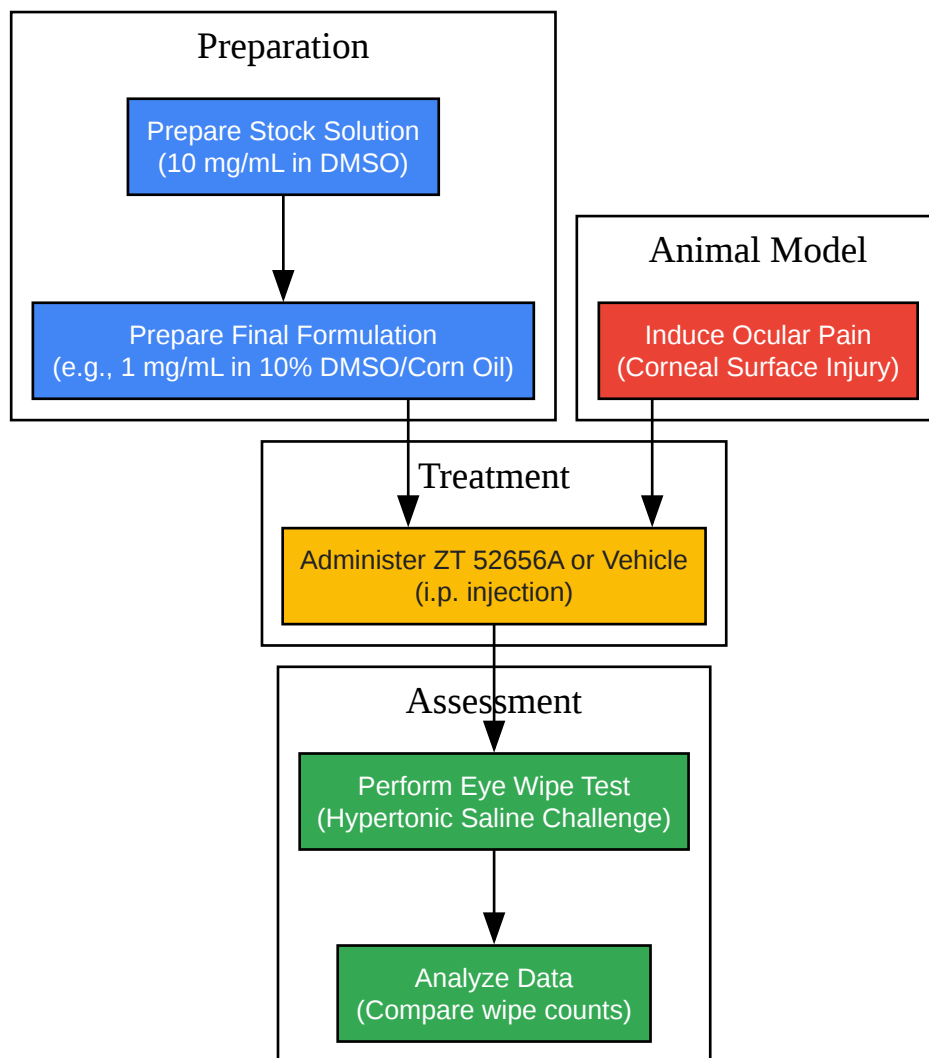 Preparation
Prepare Stock Solution
(10 mg/mL in DMSO)
Prepare Final Formulation
(e.g., 1 mg/mL in 10% DMSO/Corn Oil)
Animal Model
Induce Ocular Pain
(Corneal Surface Injury)
Treatment
Administer ZT 52656A or Vehicle
(i.p. injection)
Assessment
Perform Eye Wipe Test
(Hypertonic Saline Challenge)
Analyze Data
(Compare wipe counts)